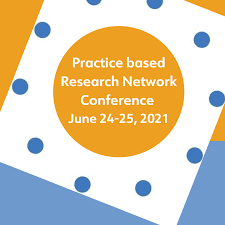 Practice based
Research Network
Conference
June 24-25, 2021